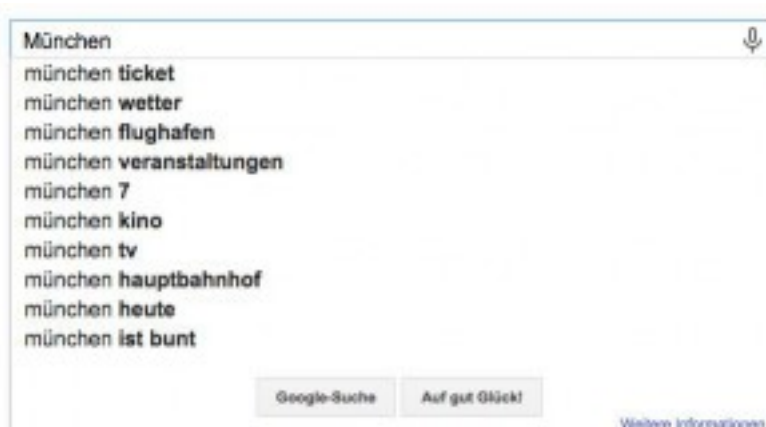 München
münchen ticket
münchen wetter
münchen flughafen
münchen veranstaltungen
münchen 7
münchen kino
münchen tv
münchen hauptbahnhof
münchen heute
münchen ist bunt
Google-Suche Auf gut Glück!
Weitere Informationen